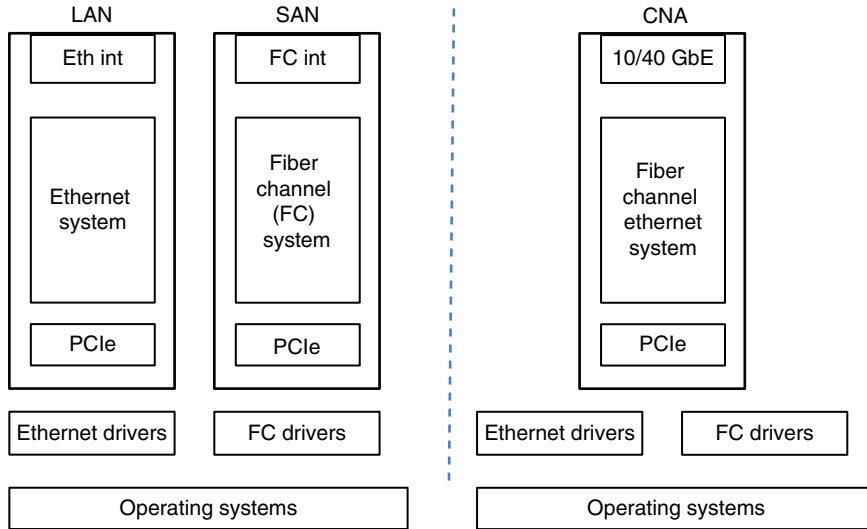 LAN
SAN
CNA
Eth int
FC int
10/40 GbE
Ethernet
system
Fiber
channel
(FC)
system
Fiber
channel
ethernet
system
PCIe
PCIe
PCIe
Ethernet drivers
FC drivers
Ethernet drivers
FC drivers
Operating systems
Operating systems